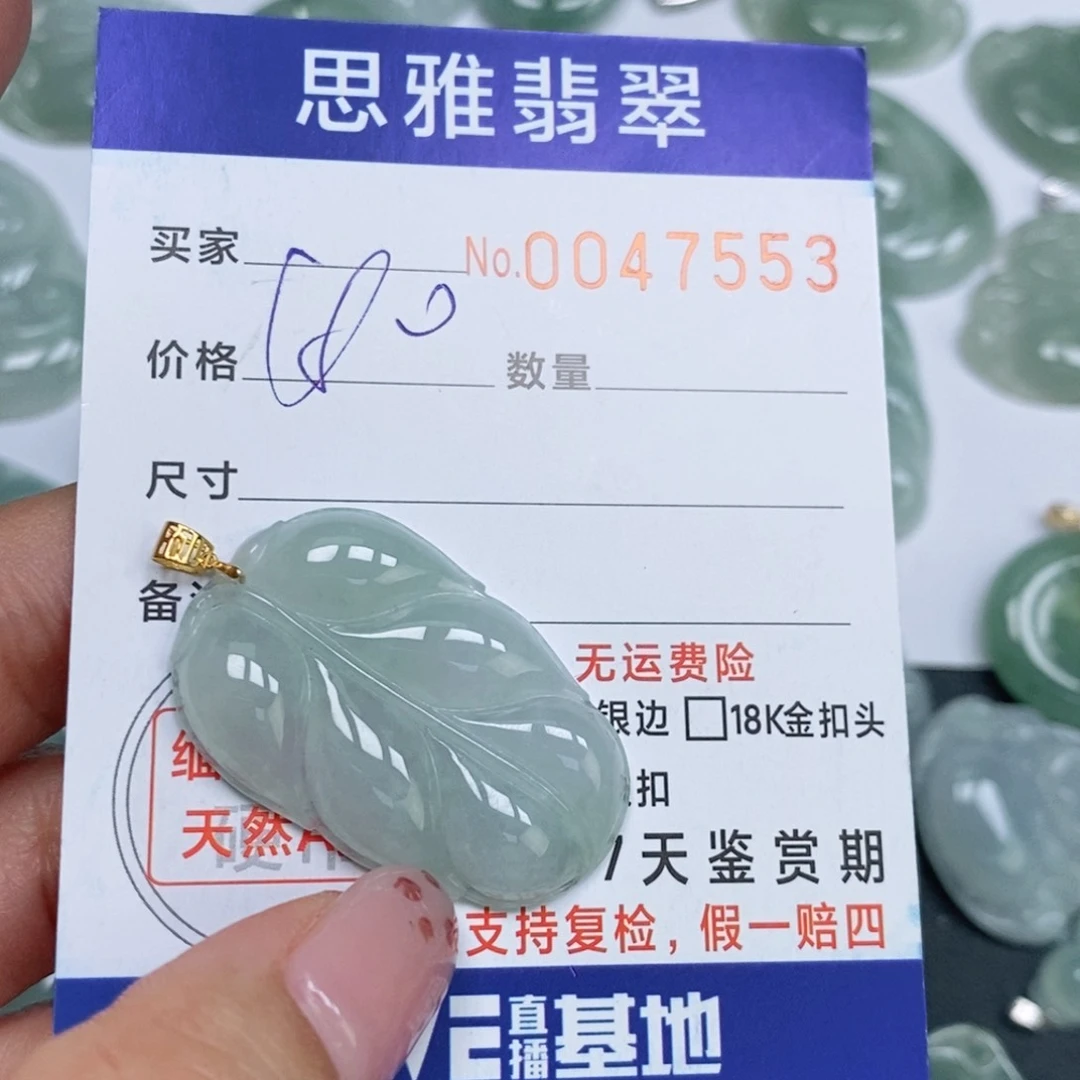 思雅翡翠
买家 No.0047553
价格 数量
尺寸
备
无运费险
银边 □18K金扣头
扣
天然A
天鉴赏期
支持复检，假一赔四
直播基地